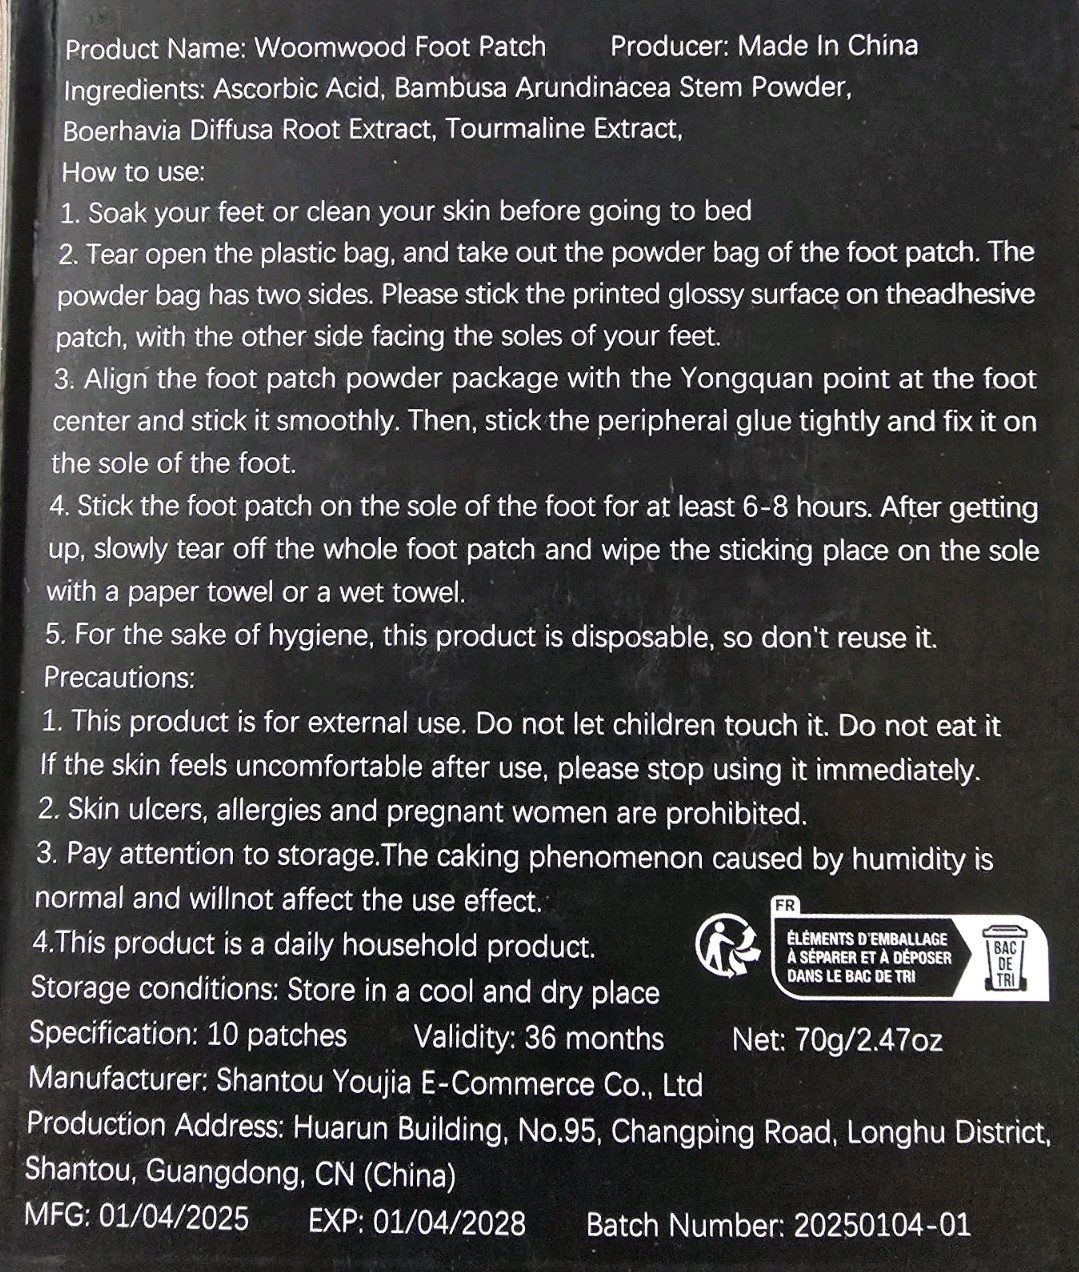 Product Name: Woomwood Foot Patch Producer: Made In China
Ingredients: Ascorbic Acid, Bambusa Arundinacea Stem Powder,
Boerhavia Diffusa Root Extract, Tourmaline Extract,
How to use:
1. Soak your feet or clean your skin before going to bed
2. Tear open the plastic bag, and take out the powder bag of the foot patch. The
powder bag has two sides. Please stick the printed glossy surface on theadhesive
patch, with the other side facing the soles of your feet.
3. Align the foot patch powder package with the Yongquan point at the foot
center and stick it smoothly. Then, stick the peripheral glue tightly and fix it on
the sole of the foot.
4. Stick the foot patch on the sole of the foot for at least 6-8 hours. After getting
up, slowly tear off the whole foot patch and wipe the sticking place on the sole
with a paper towel or a wet towel.
5. For the sake of hygiene, this product is disposable, so don't reuse it.
Precautions:
1. This product is for external use. Do not let children touch it. Do not eat it
If the skin feels uncomfortable after use, please stop using it immediately.
2. Skin ulcers, allergies and pregnant women are prohibited.
3. Pay attention to storage.The caking phenomenon caused by humidity is
normal and willnot affect the use effect.
4.This product is a daily household product.
FR
ÉLÉMENTS D'EMBALLAGE
À SÉPARER ET À DÉPOSER
DANS LE BAC DE TRI
BAC
DE
TRI
Storage conditions: Store in a cool and dry place
Specification: 10 patches Validity: 36 months Net: 70g/2.47oz
Manufacturer: Shantou Youjia E-Commerce Co., Ltd
Production Address: Huarun Building, No.95, Changping Road, Longhu District,
Shantou, Guangdong, CN (China)
MFG: 01/04/2025 EXP: 01/04/2028 Batch Number: 20250104-01